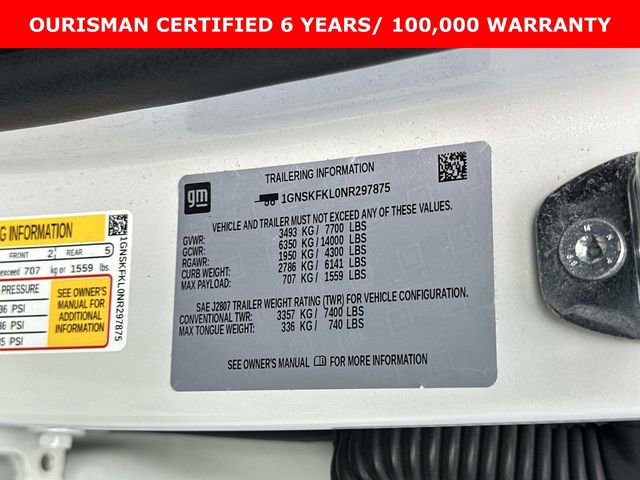 OURISMAN CERTIFIED 6 YEARS/ 100,000 WARRANTY
TRAILERING INFORMATION
gm
1GNSKFKL0NR297875
VEHICLE AND TRAILER MUST NOT EXCEED ANY OF THESE VALUES.
GVWR: 3493 KG/ 7700 LBS
GCWR: 6350 KG/14000 LBS
RGAWR: 1950 KG/ 4300 LBS
CURB WEIGHT: 2786 KG/ 6141 LBS
MAX PAYLOAD: 707 KG/ 1559 LBS
SAE J2807 TRAILER WEIGHT RATING (TWR) FOR VEHICLE CONFIGURATION.
CONVENTIONAL TWR: 3357 KG/ 7400 LBS
MAX TONGUE WEIGHT: 336 KG/ 740 LBS
SEE OWNER'S MANUAL FOR MORE INFORMATION
NG INFORMATION
FRONT 2 REAR 5
exceed 707 kg or 1559 lbs.
PRESSURE
36 PSI
36 PSI
35 PSI
SEE OWNER'S
MANUAL FOR
ADDITIONAL
INFORMATION
1GNSKFKL0NR297875